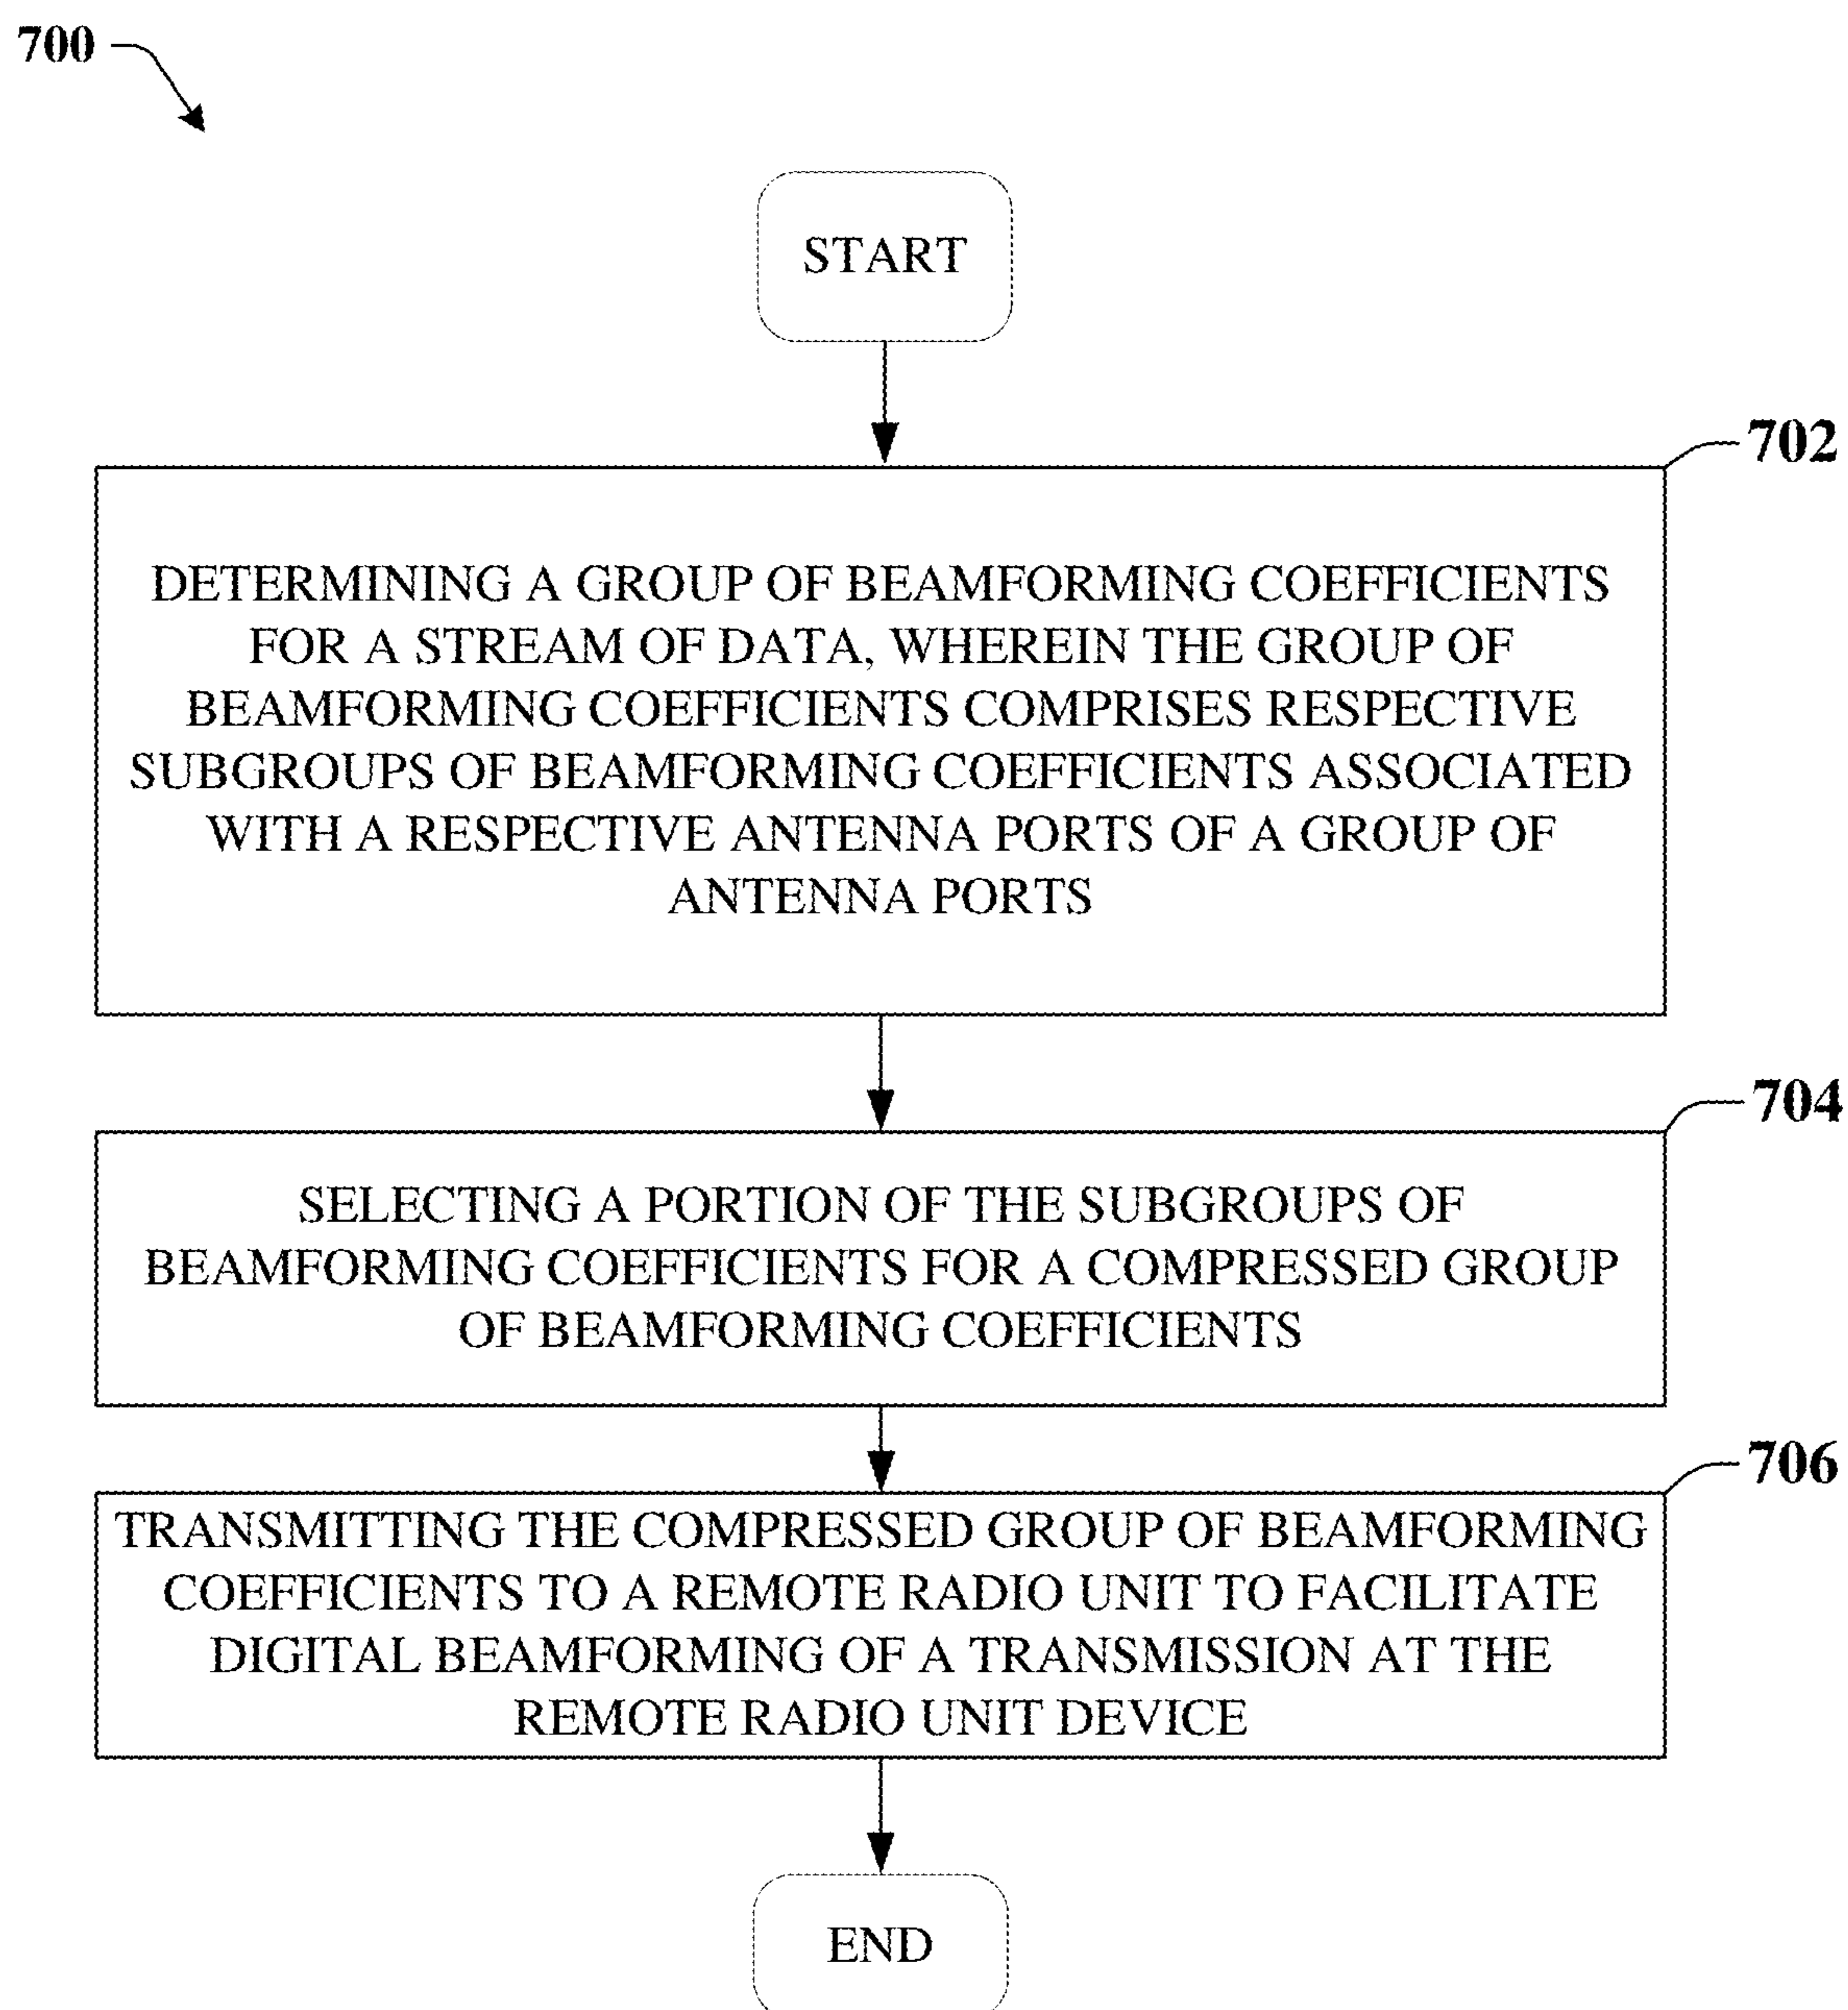 700
START
702
DETERMINING A GROUP OF BEAMFORMING COEFFICIENTS
FOR A STREAM OF DATA, WHEREIN THE GROUP OF
BEAMFORMING COEFFICIENTS COMPRISES RESPECTIVE
SUBGROUPS OF BEAMFORMING COEFFICIENTS ASSOCIATED
WITH A RESPECTIVE ANTENNA PORTS OF A GROUP OF
ANTENNA PORTS
704
SELECTING A PORTION OF THE SUBGROUPS OF
BEAMFORMING COEFFICIENTS FOR A COMPRESSED GROUP
OF BEAMFORMING COEFFICIENTS
706
TRANSMITTING THE COMPRESSED GROUP OF BEAMFORMING
COEFFICIENTS TO A REMOTE RADIO UNIT TO FACILITATE
DIGITAL BEAMFORMING OF A TRANSMISSION AT THE
REMOTE RADIO UNIT DEVICE
END